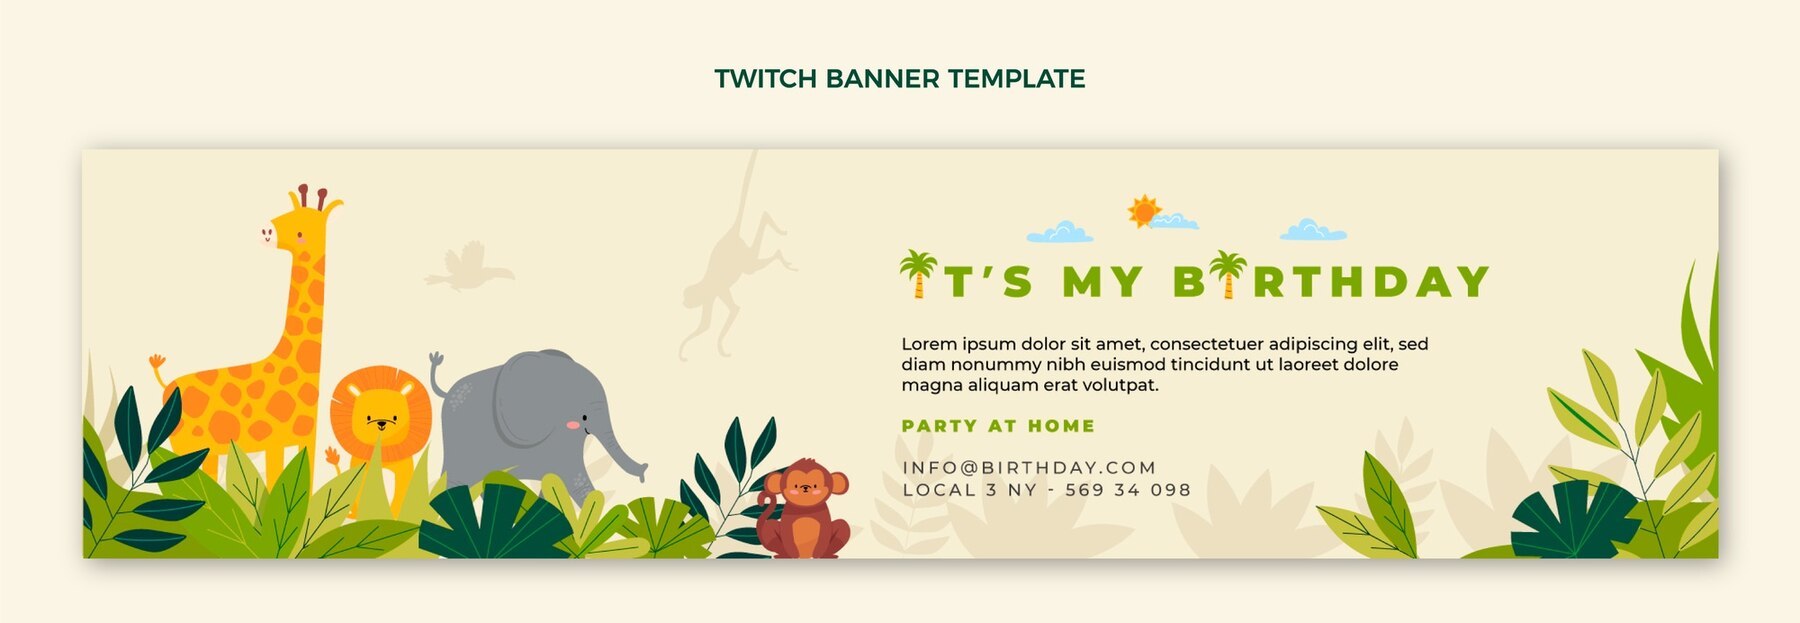 TWITCH BANNER TEMPLATE
IT'S MY BIRTHDAY
Lorem ipsum dolor sit amet, consectetuer adipiscing elit, sed
diam nonummy nibh euismod tincidunt ut laoreet dolore
magna aliquam erat volutpat.
PARTY AT HOME
INFO@BIRTHDAY.COM
LOCAL 3 NY - 569 34 098